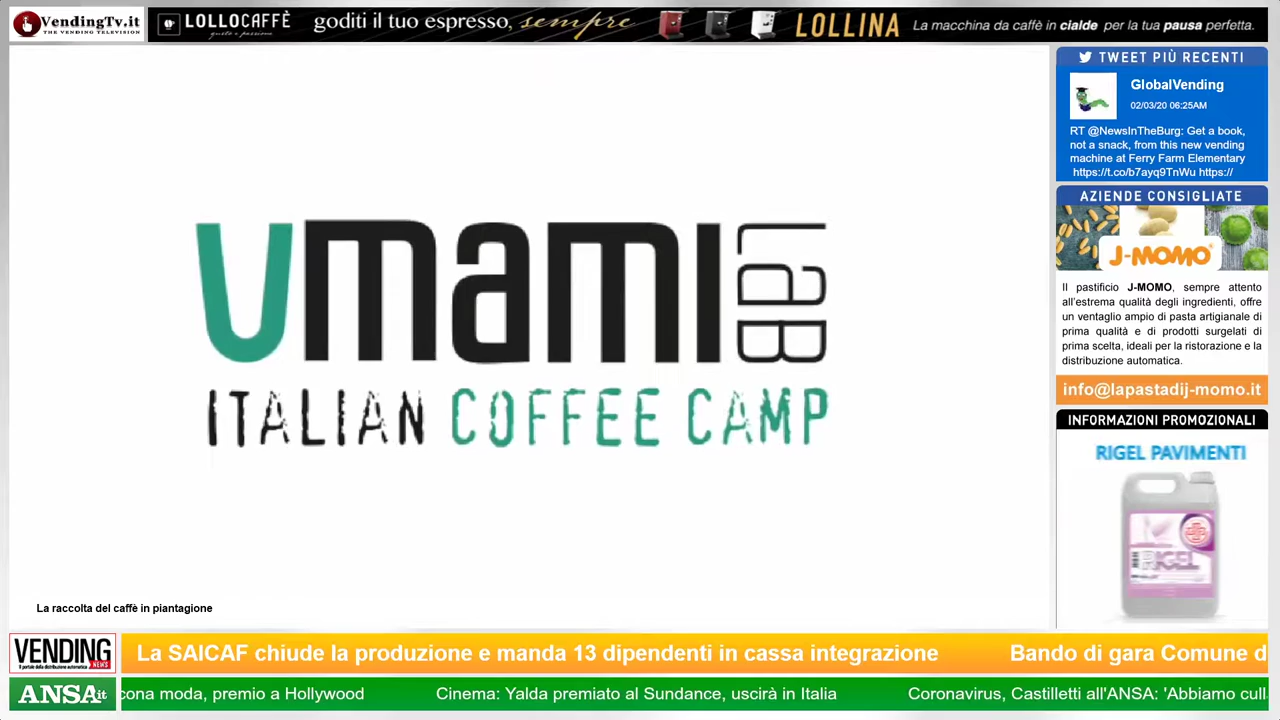 VendingTv.it
THE VENDING TELEVISION
LOLLOCAFFÈ
gusto e passione
goditi il tuo espresso, sempre
LOLLINA
La macchina da caffè in cialde per la tua pausa perfetta.
TWEET PIÙ RECENTI
GlobalVending
02/03/20 06:25AM
RT @NewsInTheBurg: Get a book,
not a snack, from this new vending
machine at Ferry Farm Elementary
https://t.co/b7ayq9TnWu https://
AZIENDE CONSIGLIATE
J-MOMO
Il pastificio J-MOMO, sempre attento
all'estrema qualità degli ingredienti, offre
un ventaglio ampio di pasta artigianale di
prima qualità e di prodotti surgelati di
prima scelta, ideali per la ristorazione e la
distribuzione automatica.
info@lapastadij-momo.it
INFORMAZIONI PROMOZIONALI
RIGEL PAVIMENTI
RIGEL
umami LaB
ITALIAN COFFEE CAMP
La raccolta del caffè in piantagione
VENDING NEWS
Il portale della distribuzione automatica
La SAICAF chiude la produzione e manda 13 dipendenti in cassa integrazione Bando di gara Comune d
ANSA.it
cona moda, premio a Hollywood Cinema: Yalda premiato al Sundance, uscirà in Italia Coronavirus, Castilletti all'ANSA: 'Abbiamo cull